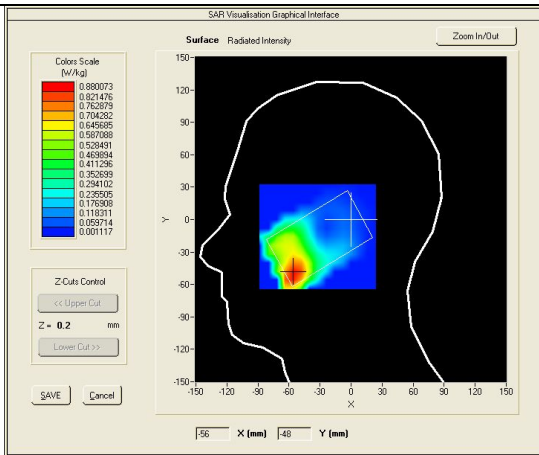 SAR Visualisation Graphical Interface
Surface Radiated Intensity
Zoom In/Out
Colors Scale
(W/kg)
0.880073
0.821476
0.762879
0.704282
0.645685
0.587088
0.528491
0.469894
0.411296
0.352699
0.294102
0.235505
0.176908
0.118311
0.059714
0.001117
Z-Cuts Control
<< Upper Cut
Z = 0.2 mm
Lower Cut >>
SAVE Cancel
150
120
90
60
30
0
-30
-60
-90
-120
-150
Y
-150 -120 -90 -60 -30 0 30 60 90 120 150
X
-56 X (mm) -48 Y (mm)